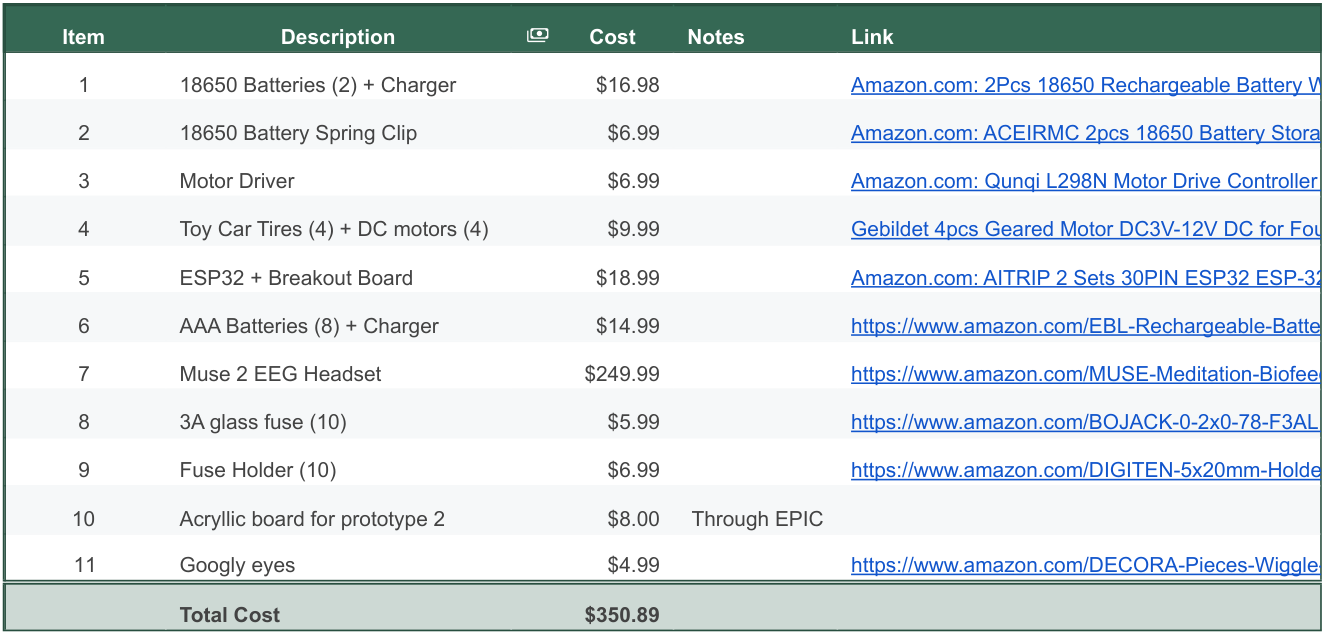 Item Description Cost Notes Link
1 18650 Batteries (2) + Charger $16.98 Amazon.com: 2Pcs 18650 Rechargeable Battery W
2 18650 Battery Spring Clip $6.99 Amazon.com: ACEIRMC 2pcs 18650 Battery Stora
3 Motor Driver $6.99 Amazon.com: Qunqi L298N Motor Drive Controller
4 Toy Car Tires (4) + DC motors (4) $9.99 Gebildet 4pcs Geared Motor DC3V-12V DC for Fou
5 ESP32 + Breakout Board $18.99 Amazon.com: AITRIP 2 Sets 30PIN ESP32 ESP-32
6 AAA Batteries (8) + Charger $14.99 https://www.amazon.com/EBL-Rechargeable-Batte
7 Muse 2 EEG Headset $249.99 https://www.amazon.com/MUSE-Meditation-Biofee
8 3A glass fuse (10) $5.99 https://www.amazon.com/BOJACK-0-2x0-78-F3AL
9 Fuse Holder (10) $6.99 https://www.amazon.com/DIGITEN-5x20mm-Holde
10 Acryllic board for prototype 2 $8.00 Through EPIC
11 Googly eyes $4.99 https://www.amazon.com/DECORA-Pieces-Wiggle-
Total Cost $350.89